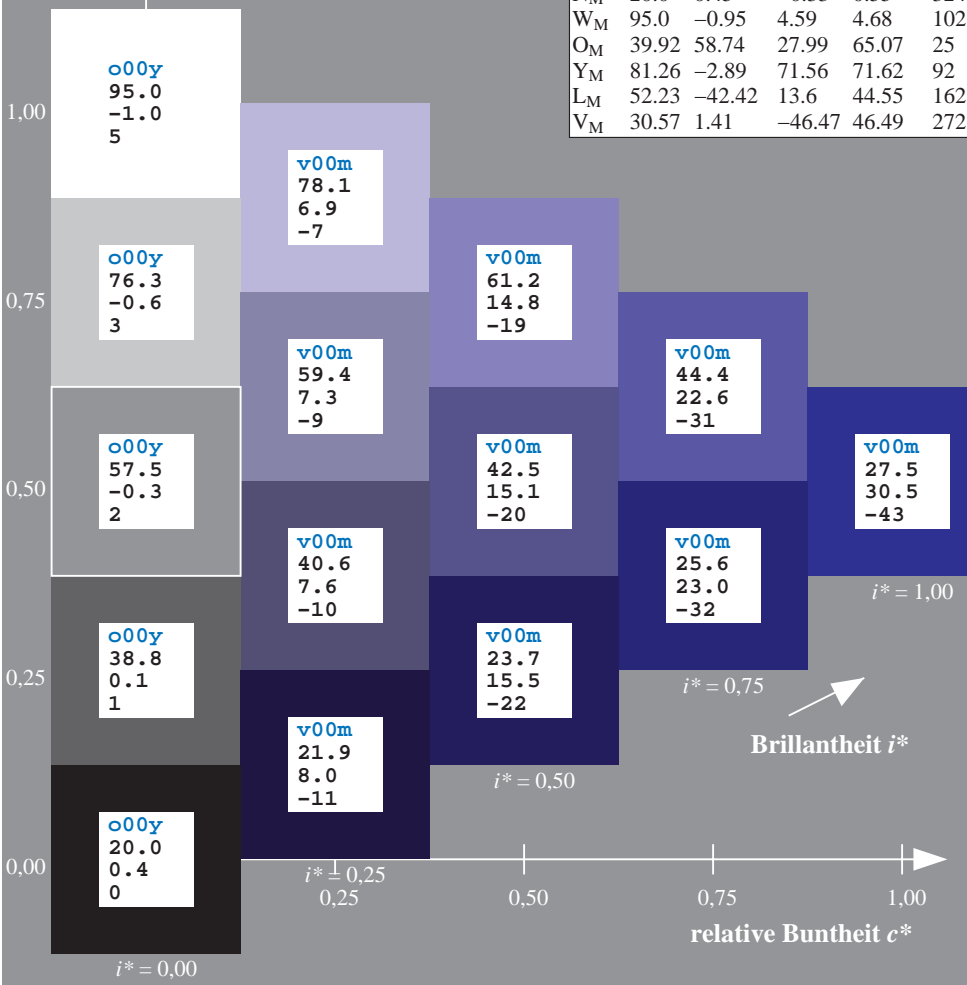 W_M 95.0 −0.95 4.59 4.68 102
O_M 39.92 58.74 27.99 65.07 25
Y_M 81.26 −2.89 71.56 71.62 92
L_M 52.23 −42.42 13.6 44.55 162
V_M 30.57 1.41 −46.47 46.49 272
1,00
0,75
0,50
0,25
0,00
o00y
95.0
-1.0
5
o00y
76.3
-0.6
3
o00y
57.5
-0.3
2
o00y
38.8
0.1
1
o00y
20.0
0.4
0
i* = 0,00
v00m
78.1
6.9
-7
v00m
59.4
7.3
-9
v00m
40.6
7.6
-10
v00m
21.9
8.0
-11
i* = 0,25
v00m
61.2
14.8
-19
v00m
42.5
15.1
-20
v00m
23.7
15.5
-22
i* = 0,50
v00m
44.4
22.6
-31
v00m
25.6
23.0
-32
i* = 0,75
v00m
27.5
30.5
-43
i* = 1,00
Brillantheit i*
0,25 0,50 0,75 1,00
relative Buntheit c*